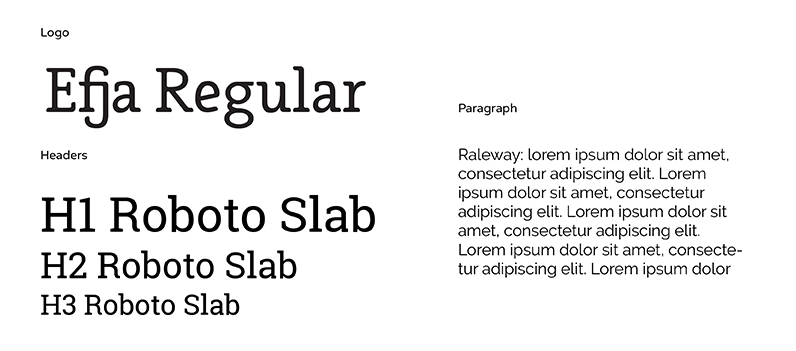 Logo
Efja Regular
Headers
H1 Roboto Slab
H2 Roboto Slab
H3 Roboto Slab
Paragraph
Raleway: lorem ipsum dolor sit amet,
consectetur adipiscing elit. Lorem
ipsum dolor sit amet, consectetur
adipiscing elit. Lorem ipsum dolor sit
amet, consectetur adipiscing elit.
Lorem ipsum dolor sit amet, consecte-
tur adipiscing elit. Lorem ipsum dolor